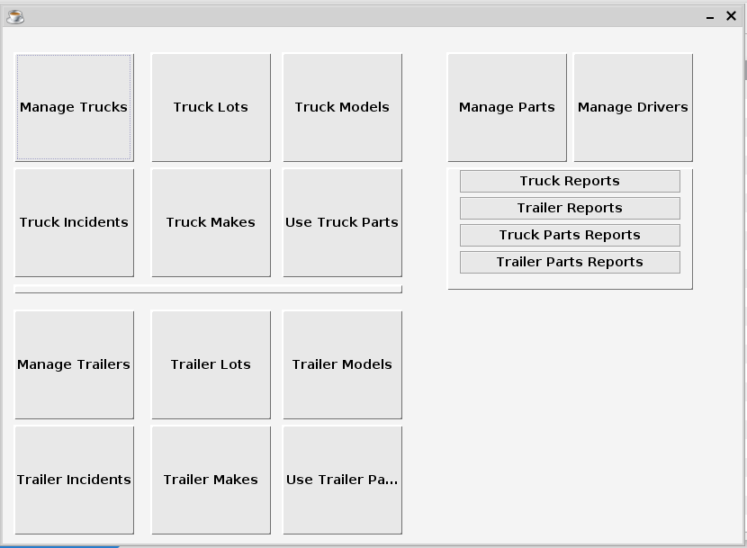 Manage Trucks
Truck Lots
Truck Models
Manage Parts
Manage Drivers
Truck Incidents
Truck Makes
Use Truck Parts
Truck Reports
Trailer Reports
Truck Parts Reports
Trailer Parts Reports
Manage Trailers
Trailer Lots
Trailer Models
Trailer Incidents
Trailer Makes
Use Trailer Pa...